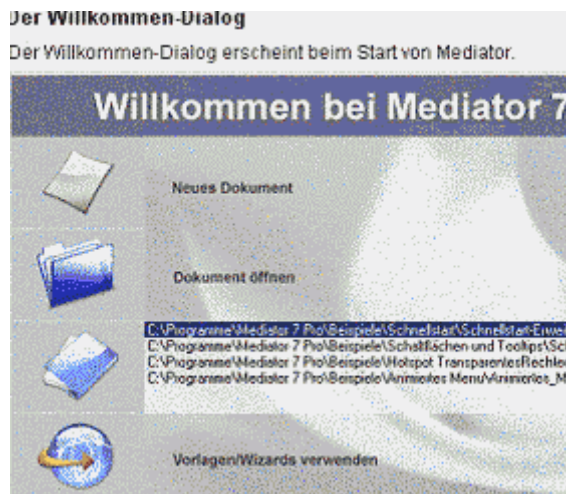 Der Willkommen-Dialog
Der Willkommen-Dialog erscheint beim Start von Mediator.
Willkommen bei Mediator 7
Neues Dokument
Dokument öffnen
C:\Programme\Mediator 7 Pro\Beispiele\Schnellstart\Schnellstart-Erwei
C:\Programme\Mediator 7 Pro\Beispiele\Schaltflächen und Tooltips\Sc
C:\Programme\Mediator 7 Pro\Beispiele\Hotspot TransparentesRechte
C:\Programme\Mediator 7 Pro\Beispiele\Animiertes Menu\Animiertes_M
Vorlagen/Wizards verwenden